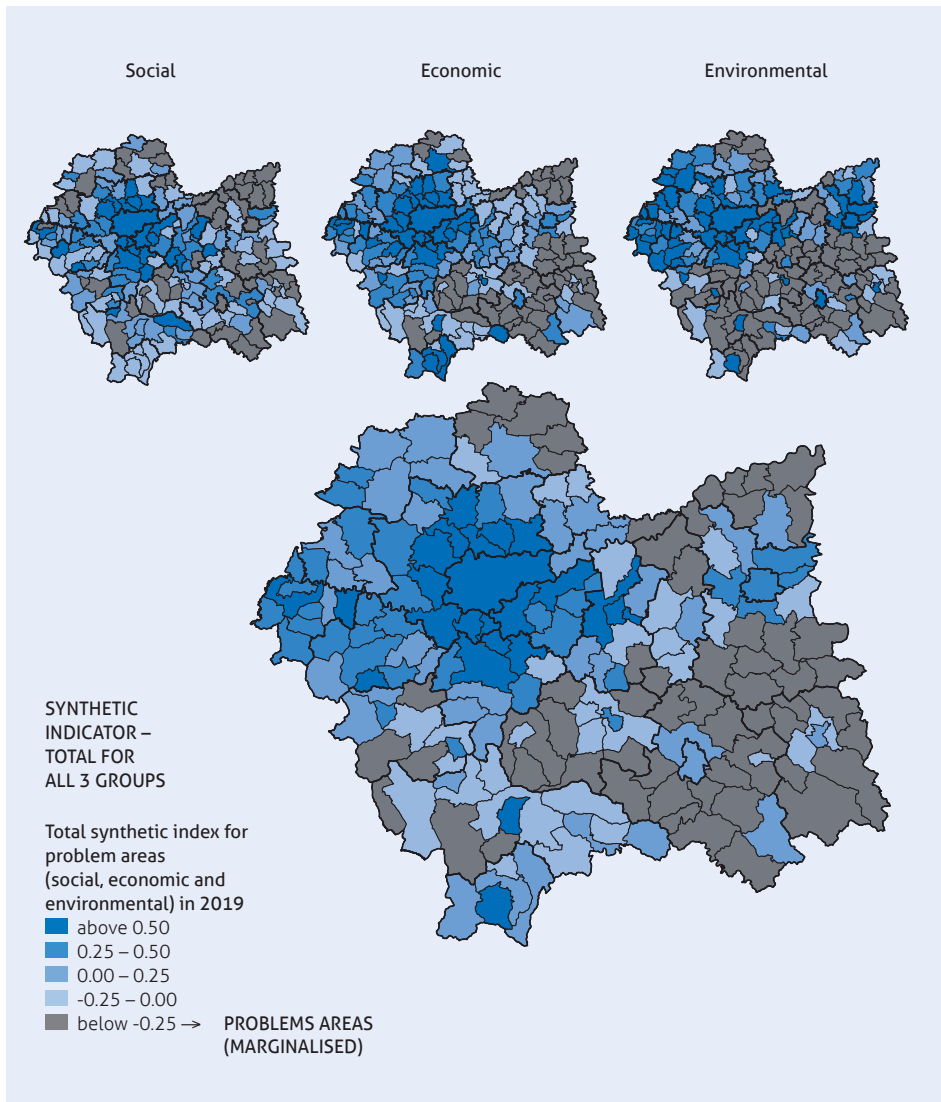 Social
Economic
Environmental
SYNTHETIC
INDICATOR –
TOTAL FOR
ALL 3 GROUPS
Total synthetic index for
problem areas
(social, economic and
environmental) in 2019
above 0.50
0.25 – 0.50
0.00 – 0.25
-0.25 – 0.00
below -0.25 → PROBLEMS AREAS
(MARGINALISED)